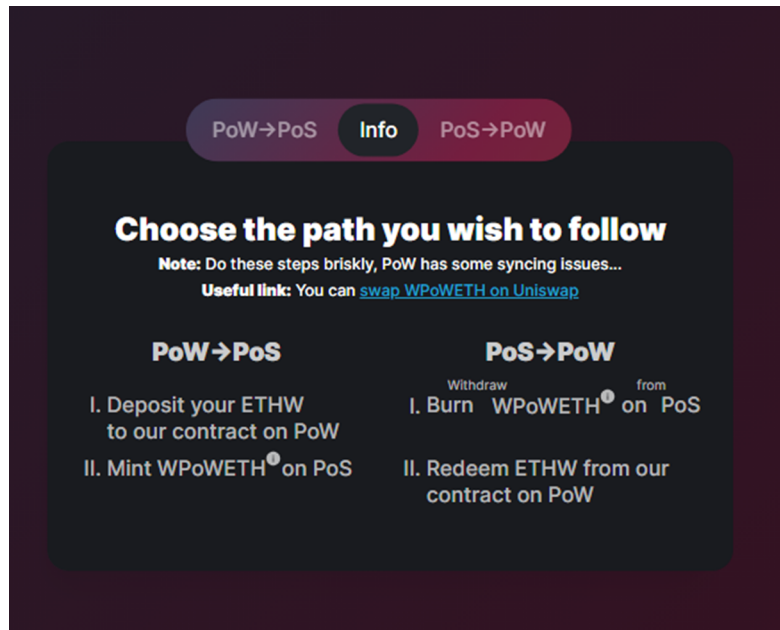 PoW→PoS Info PoS→PoW
Choose the path you wish to follow
Note: Do these steps briskly, PoW has some syncing issues...
Useful link: You can swap WPoWETH on Uniswap
PoW→PoS
I. Deposit your ETHW
to our contract on PoW
II. Mint WPoWETH i on PoS
PoS→PoW
Withdraw from
I. Burn WPoWETH i on PoS
II. Redeem ETHW from our
contract on PoW